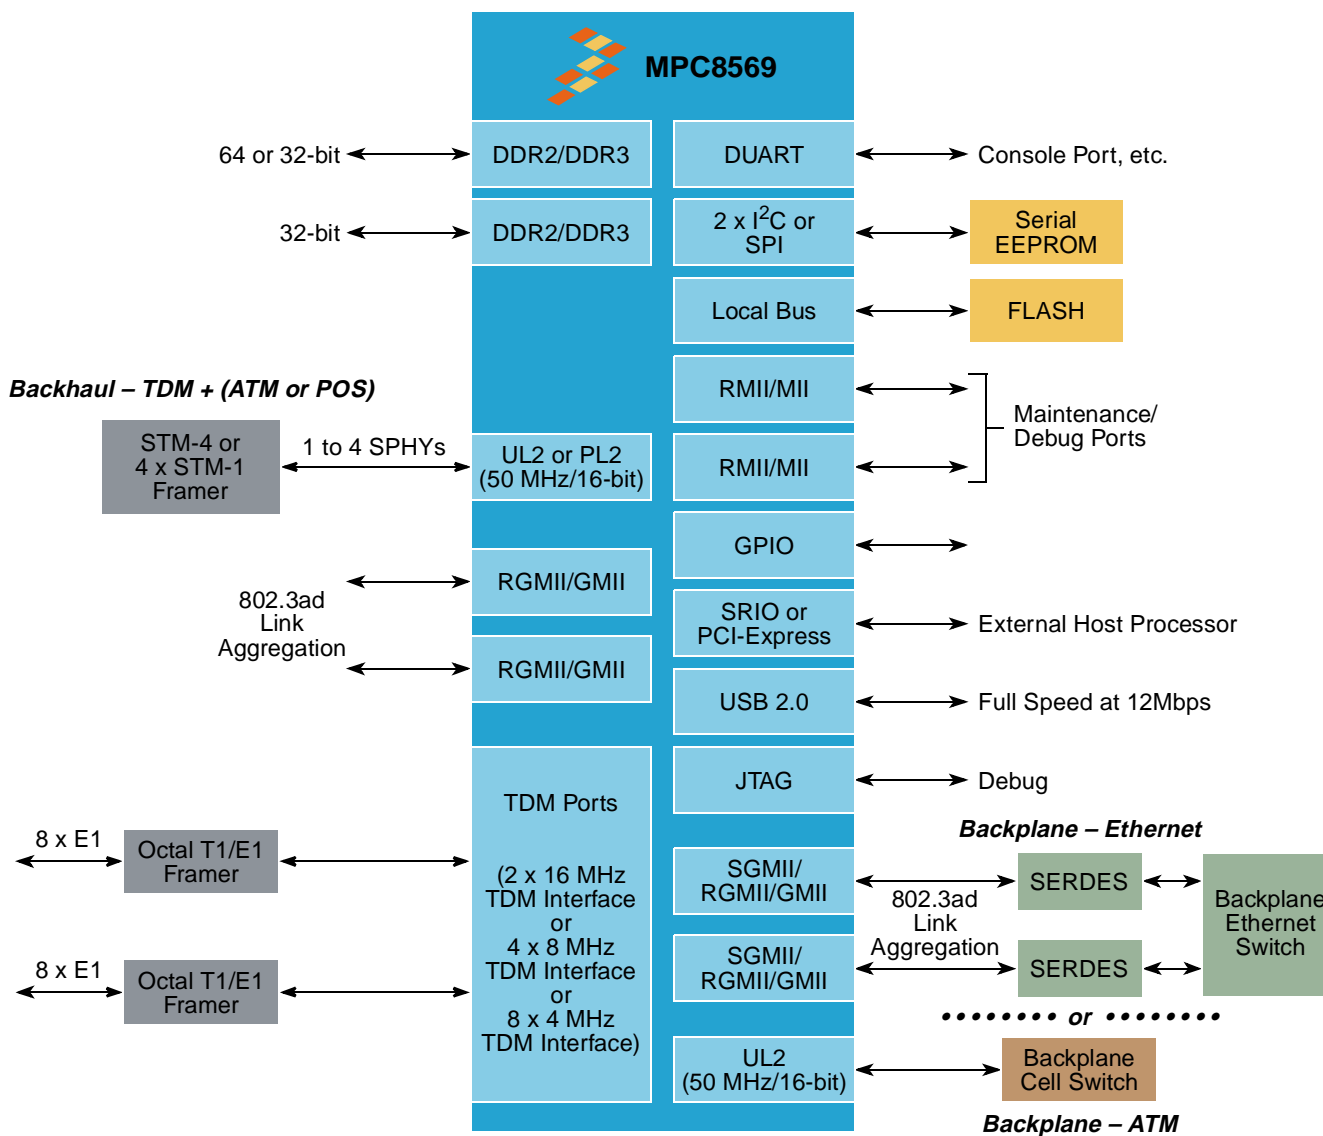 MPC8569
64 or 32-bit
DDR2/DDR3
DUART
Console Port, etc.
32-bit
DDR2/DDR3
2 x I²C or
SPI
Serial
EEPROM
Local Bus
FLASH
Backhaul – TDM + (ATM or POS)
STM-4 or
4 x STM-1
Framer
1 to 4 SPHYs
UL2 or PL2
(50 MHz/16-bit)
RMII/MII
RMII/MII
Maintenance/
Debug Ports
GPIO
802.3ad
Link
Aggregation
RGMII/GMII
RGMII/GMII
SRIO or
PCI-Express
External Host Processor
USB 2.0
Full Speed at 12Mbps
JTAG
Debug
8 x E1
Octal T1/E1
Framer
8 x E1
Octal T1/E1
Framer
TDM Ports
(2 x 16 MHz
TDM Interface
or
4 x 8 MHz
TDM Interface
or
8 x 4 MHz
TDM Interface)
Backplane – Ethernet
SGMII/
RGMII/GMII
SGMII/
RGMII/GMII
802.3ad
Link
Aggregation
SERDES
SERDES
Backplane
Ethernet
Switch
or
UL2
(50 MHz/16-bit)
Backplane
Cell Switch
Backplane – ATM